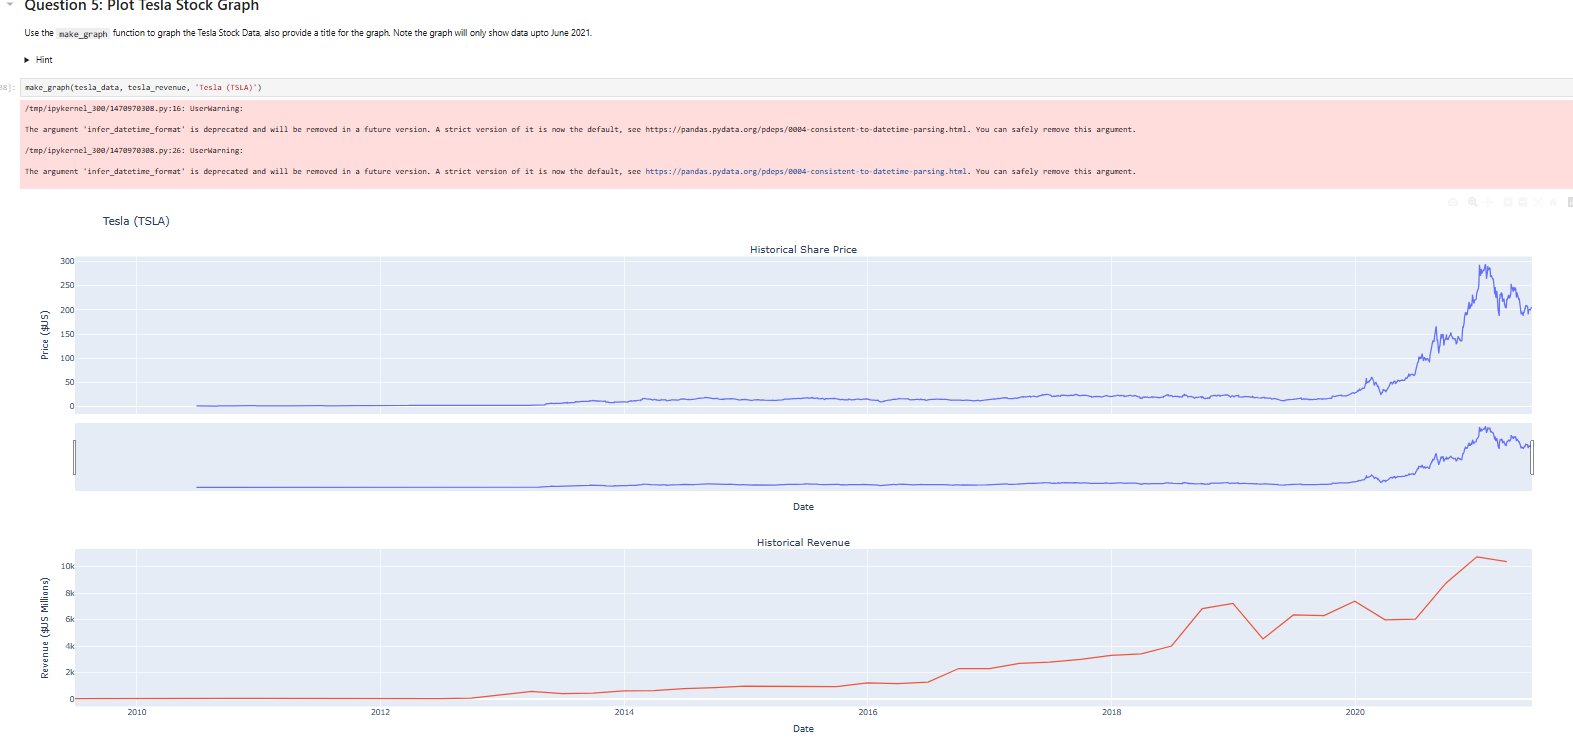 Question 5: Plot Tesla Stock Graph
Use the make_graph function to graph the Tesla Stock Data, also provide a title for the graph. Note the graph will only show data upto June 2021.
Hint
38]:
make_graph(tesla_data, tesla_revenue, 'Tesla (TSLA)')
/tmp/ipykernel_300/1470970308.py:16: UserWarning:
The argument 'infer_datetime_format' is deprecated and will be removed in a future version. A strict version of it is now the default, see https://pandas.pydata.org/pdeps/0004-consistent-to-datetime-parsing.html. You can safely remove this argument.
/tmp/ipykernel_300/1470970308.py:26: UserWarning:
The argument 'infer_datetime_format' is deprecated and will be removed in a future version. A strict version of it is now the default, see https://pandas.pydata.org/pdeps/0004-consistent-to-datetime-parsing.html. You can safely remove this argument.
Tesla (TSLA)
Historical Share Price
Price ($US)
300
250
200
150
100
50
0
Date
Historical Revenue
Revenue ($US Millions)
10k
8k
6k
4k
2k
0
2010 2012 2014 2016 2018 2020
Date